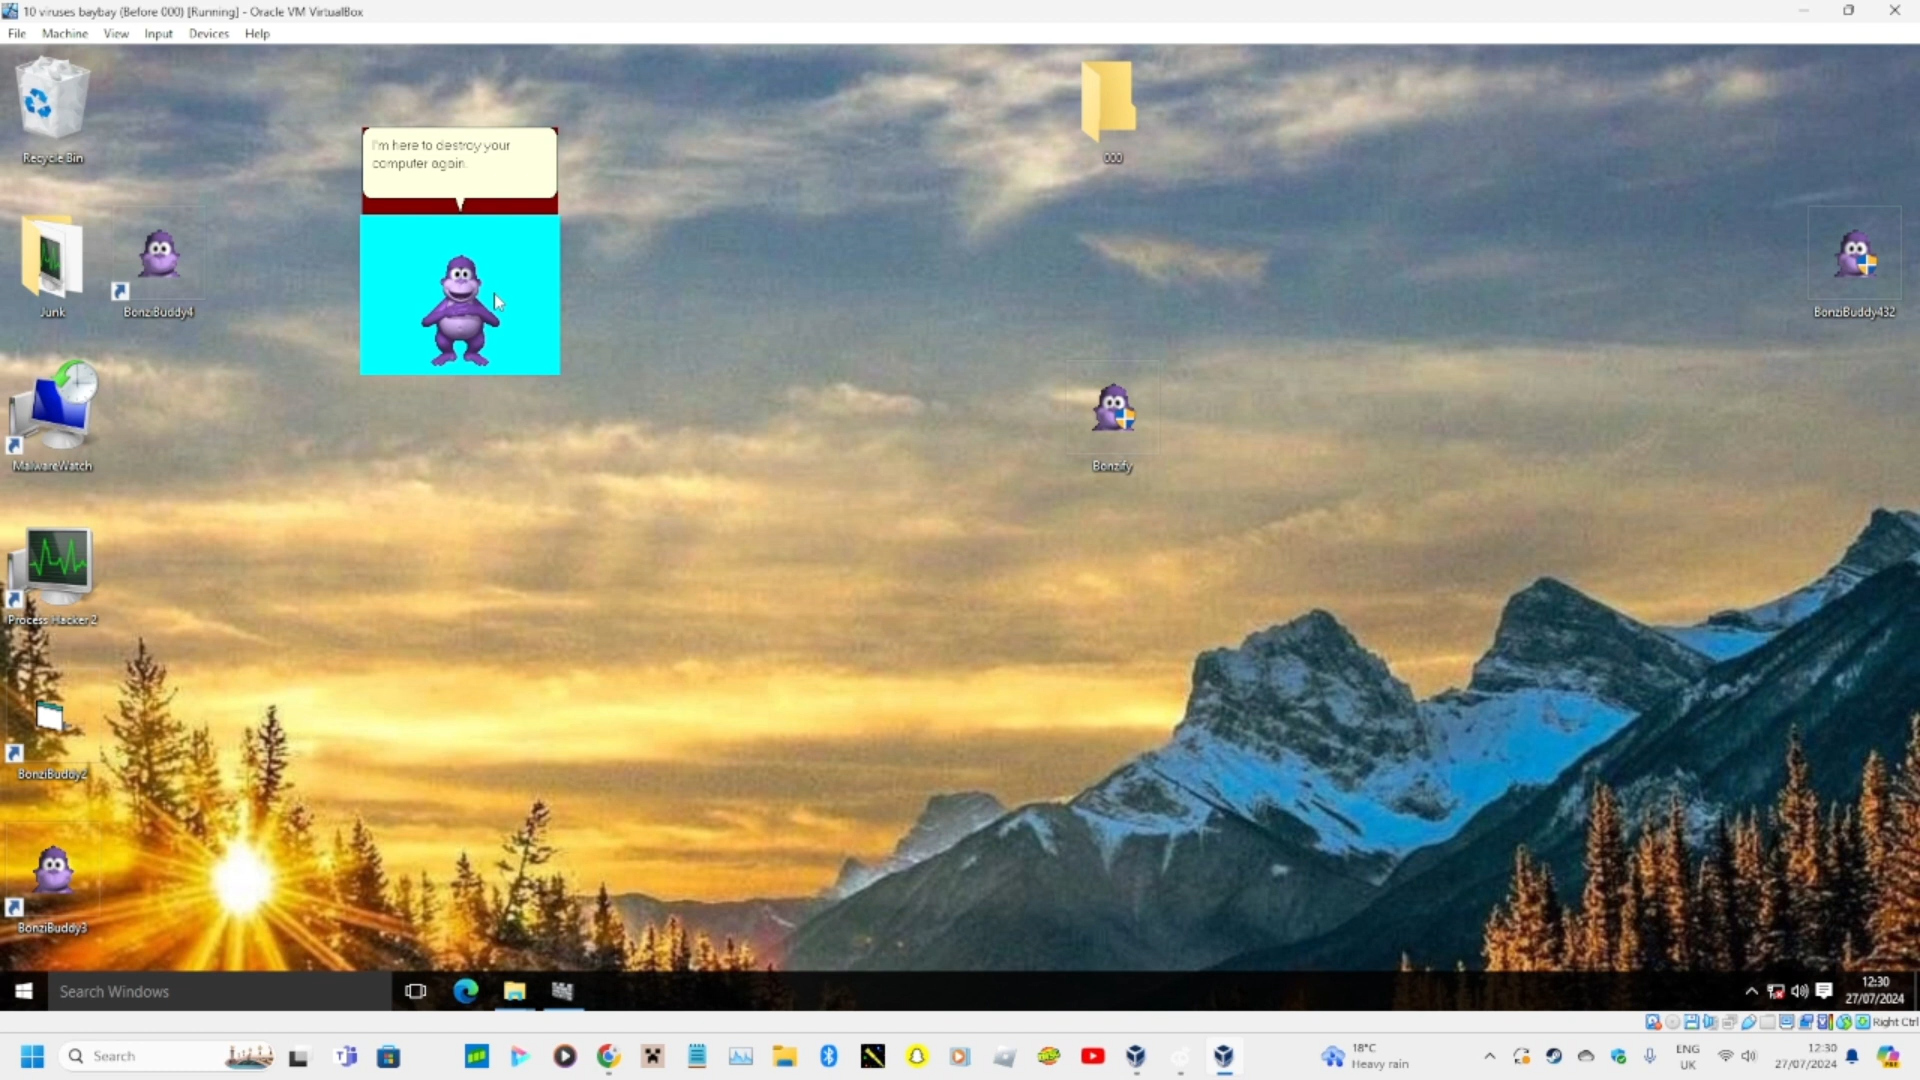 10 viruses baybay (Before 000) [Running] - Oracle VM VirtualBox
File Machine View Input Devices Help
Recycle Bin
000
I'm here to destroy your
computer again.
Junk
BonziBuddy4
BonziBuddy432
MalwareWatch
Bonzify
Process Hacker 2
BonziBuddy2
BonziBuddy3
Search Windows
12:30
27/07/2024
Right Ctrl
Search
18°C
Heavy rain
ENG
UK
12:30
27/07/2024